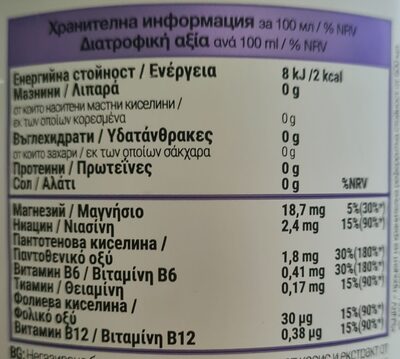 Хранителна информация за 100 мл / % NRV
Διατροφική αξία ανά 100 ml / % NRV
Енергийна стойност / Ενέργεια 8 kJ /2 kcal
Мазнини / Λιπαρά 0 g
от които наситени мастни киселини /
εκ των οποίων κορεσμένα 0 g
Въглехидрати / Υδατάνθρακες 0 g
от които захари / εκ των οποίων σάκχαρα 0 g
Протеини / Πρωτεΐνες 0 g
Сол / Αλάτι 0 g %NRV
Магнезий / Μαγνήσιο 18,7 mg 5%(30%*)
Ниацин / Νιασίνη 2,4 mg 15%(90%*)
Пантотенова киселина /
Παντοθενικό οξύ 1,8 mg 30%(180%*)
Витамин B6 / Βιταμίνη B6 0,41 mg 30%(180%*)
Тиамин / Θειαμίνη 0,17 mg 15%(90%*)
Фолиева киселина /
Φολικό οξύ 30 μg 15%(90%*)
Витамин B12 / Βιταμίνη B12 0,38 μg 15%(90%*)